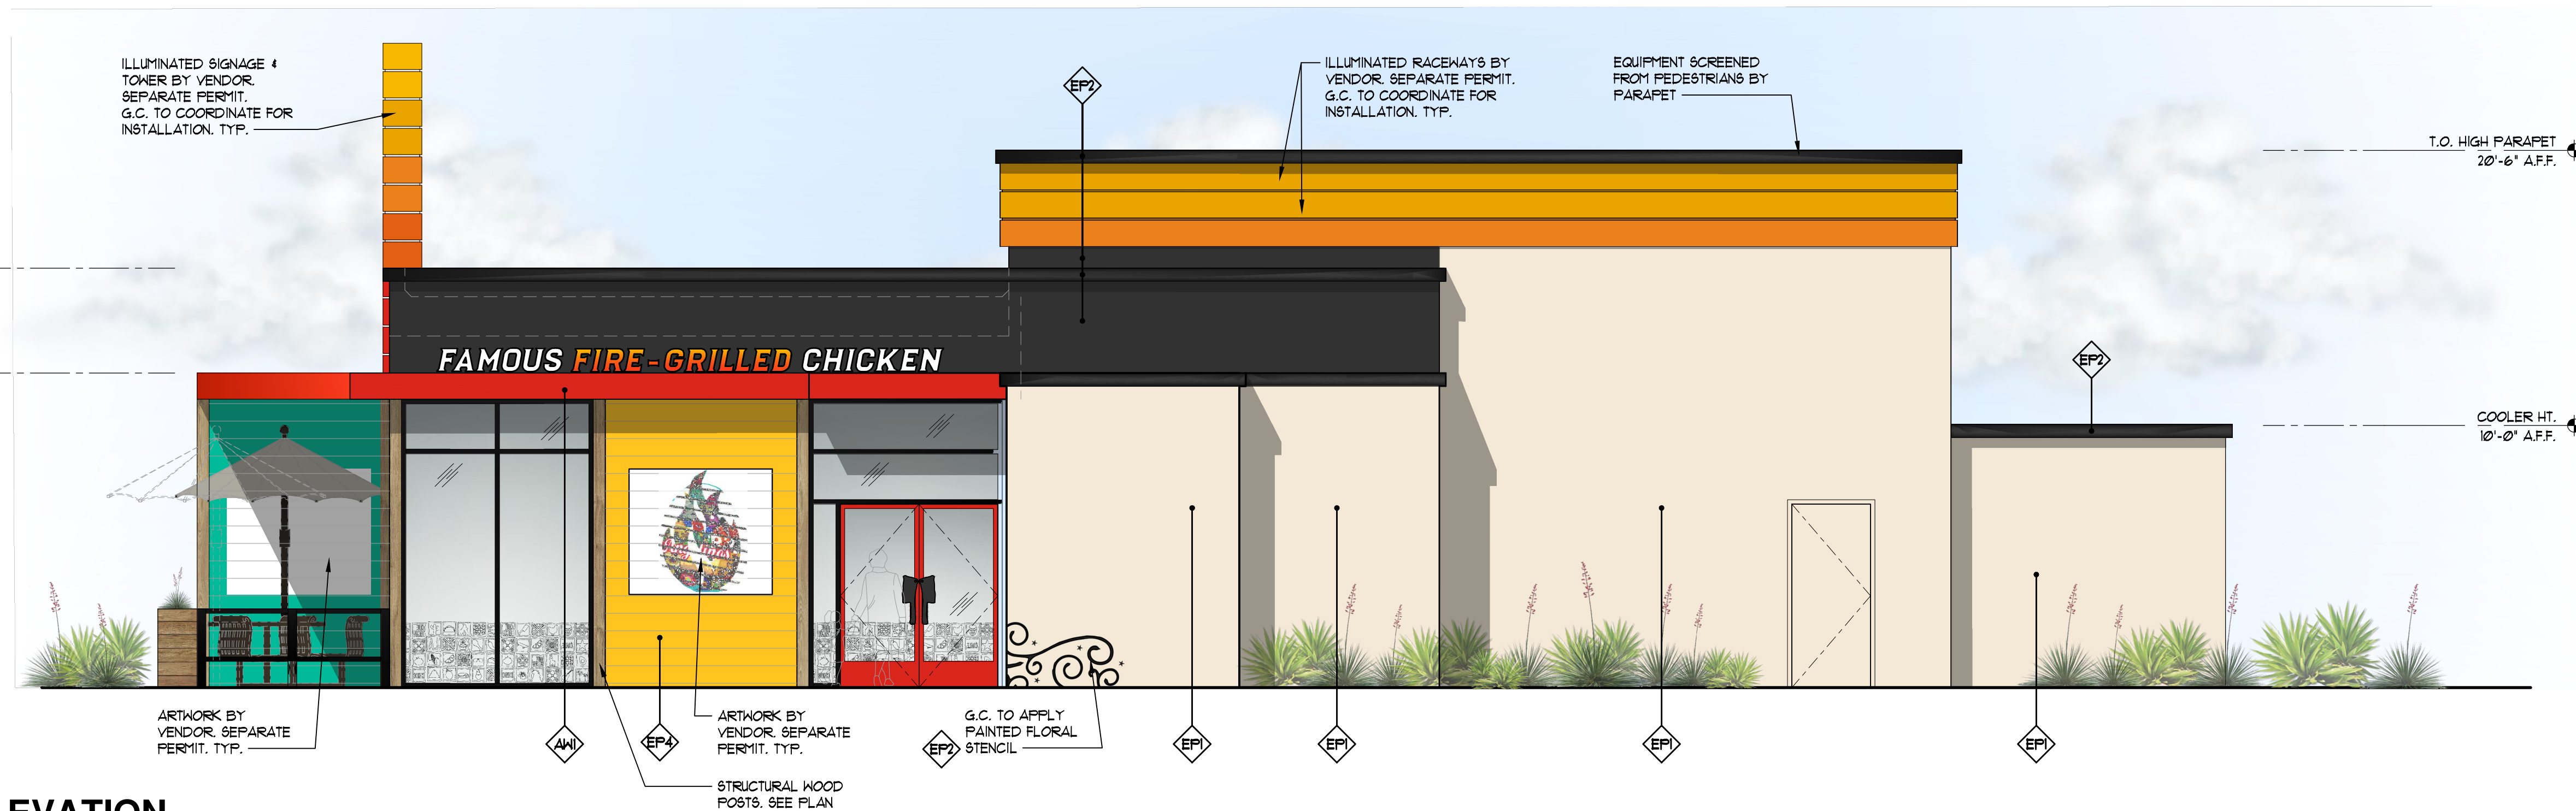 ILLUMINATED SIGNAGE &
TOWER BY VENDOR.
SEPARATE PERMIT.
G.C. TO COORDINATE FOR
INSTALLATION. TYP.
EP2
ILLUMINATED RACEWAYS BY
VENDOR. SEPARATE PERMIT.
G.C. TO COORDINATE FOR
INSTALLATION. TYP.
EQUIPMENT SCREENED
FROM PEDESTRIANS BY
PARAPET
T.O. HIGH PARAPET
20'-6" A.F.F.
FAMOUS FIRE-GRILLED CHICKEN
EP2
COOLER HT.
10'-0" A.F.F.
ARTWORK BY
VENDOR. SEPARATE
PERMIT. TYP.
AW1
EP4
ARTWORK BY
VENDOR. SEPARATE
PERMIT. TYP.
EP2
G.C. TO APPLY
PAINTED FLORAL
STENCIL
EP1
EP1
EP1
EP1
STRUCTURAL WOOD
POSTS. SEE PLAN
EVATION